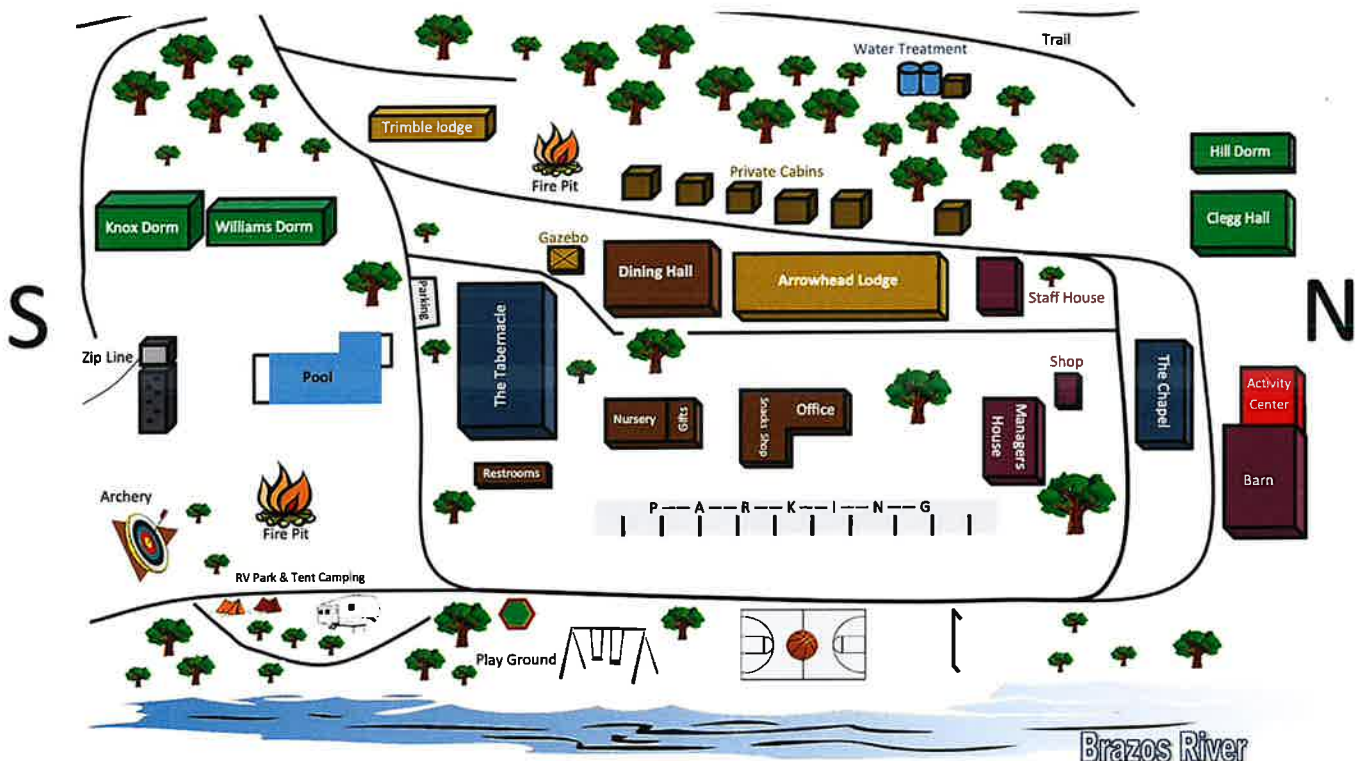 Trail
Water Treatment
Trimble lodge
Fire Pit
Private Cabins
Hill Dorm
Clegg Hall
Knox Dorm
Williams Dorm
Gazebo
Dining Hall
Arrowhead Lodge
Staff House
Parking
S
N
The Tabernacle
Zip Line
Pool
Shop
The Chapel
Activity
Center
Nursery
Gifts
Snacks Shop
Office
Managers
House
Restrooms
Barn
Archery
Fire Pit
P--A--R--K--I--N--G
RV Park & Tent Camping
Play Ground
Brazos River